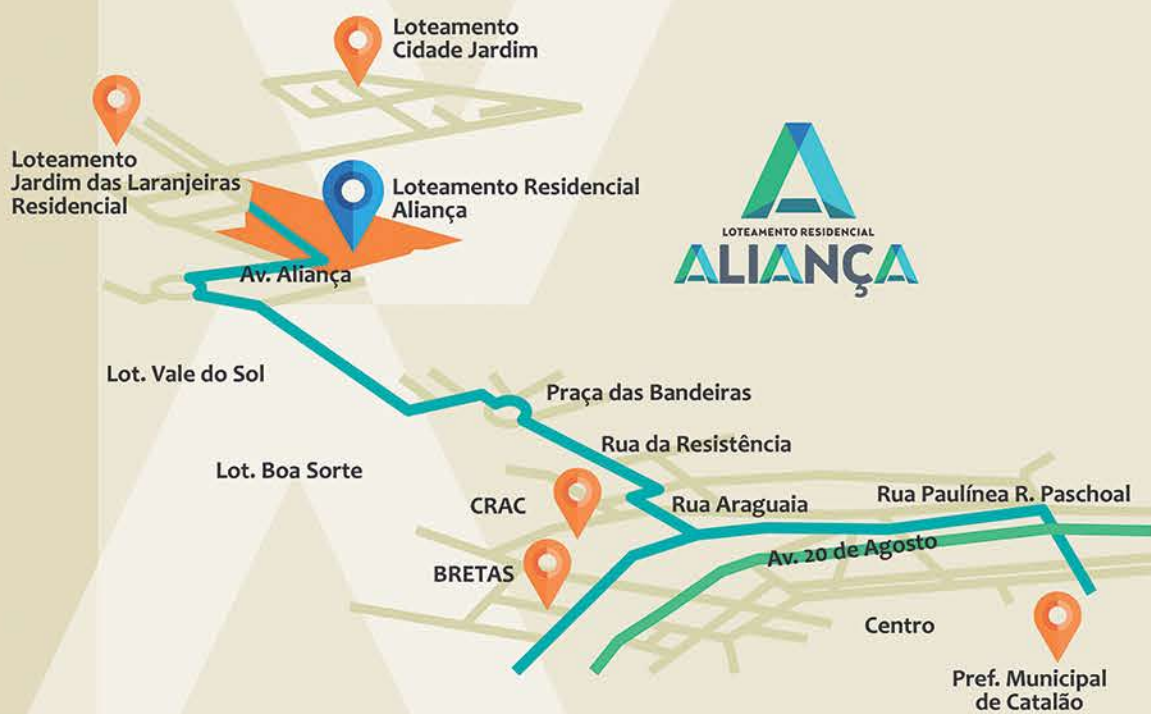 Loteamento
Cidade Jardim
Loteamento
Jardim das Laranjeiras
Residencial
Loteamento Residencial
Aliança
LOTEAMENTO RESIDENCIAL
ALIANÇA
Av. Aliança
Lot. Vale do Sol
Praça das Bandeiras
Rua da Resistência
Lot. Boa Sorte
CRAC
Rua Araguaia
Rua Paulínea R. Paschoal
Av. 20 de Agosto
BRETAS
Centro
Pref. Municipal
de Catalão